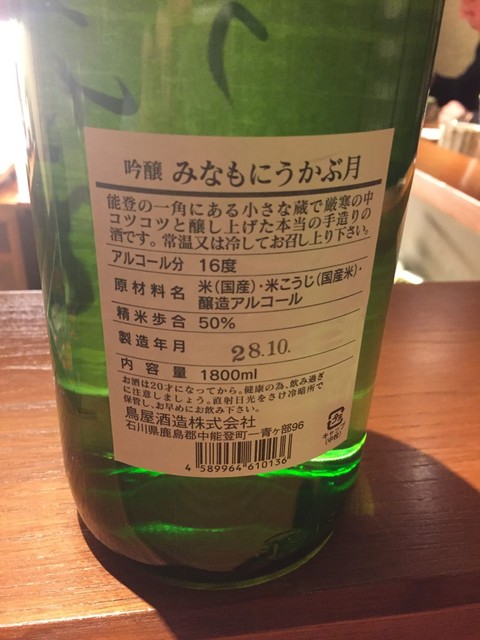 吟醸 みなもにうかぶ月
能登の一角にある小さな蔵で厳寒の中
コツコツと醸し上げた本当の手造りの
酒です。常温又は冷してお召し上り下さい。
アルコール分 16度
原材料名 米(国産)・米こうじ(国産米)・
醸造アルコール
精米歩合 50%
製造年月 28.10.
内容量 1800ml
お酒は20才になってから。健康の為、飲み過ぎ
に注意しましょう。直射日光をさけ冷暗所で
保管し、お早めにお飲み下さい。
鳥屋酒造株式会社
石川県鹿島郡中能登町一青ケ部96
4 589964 610136